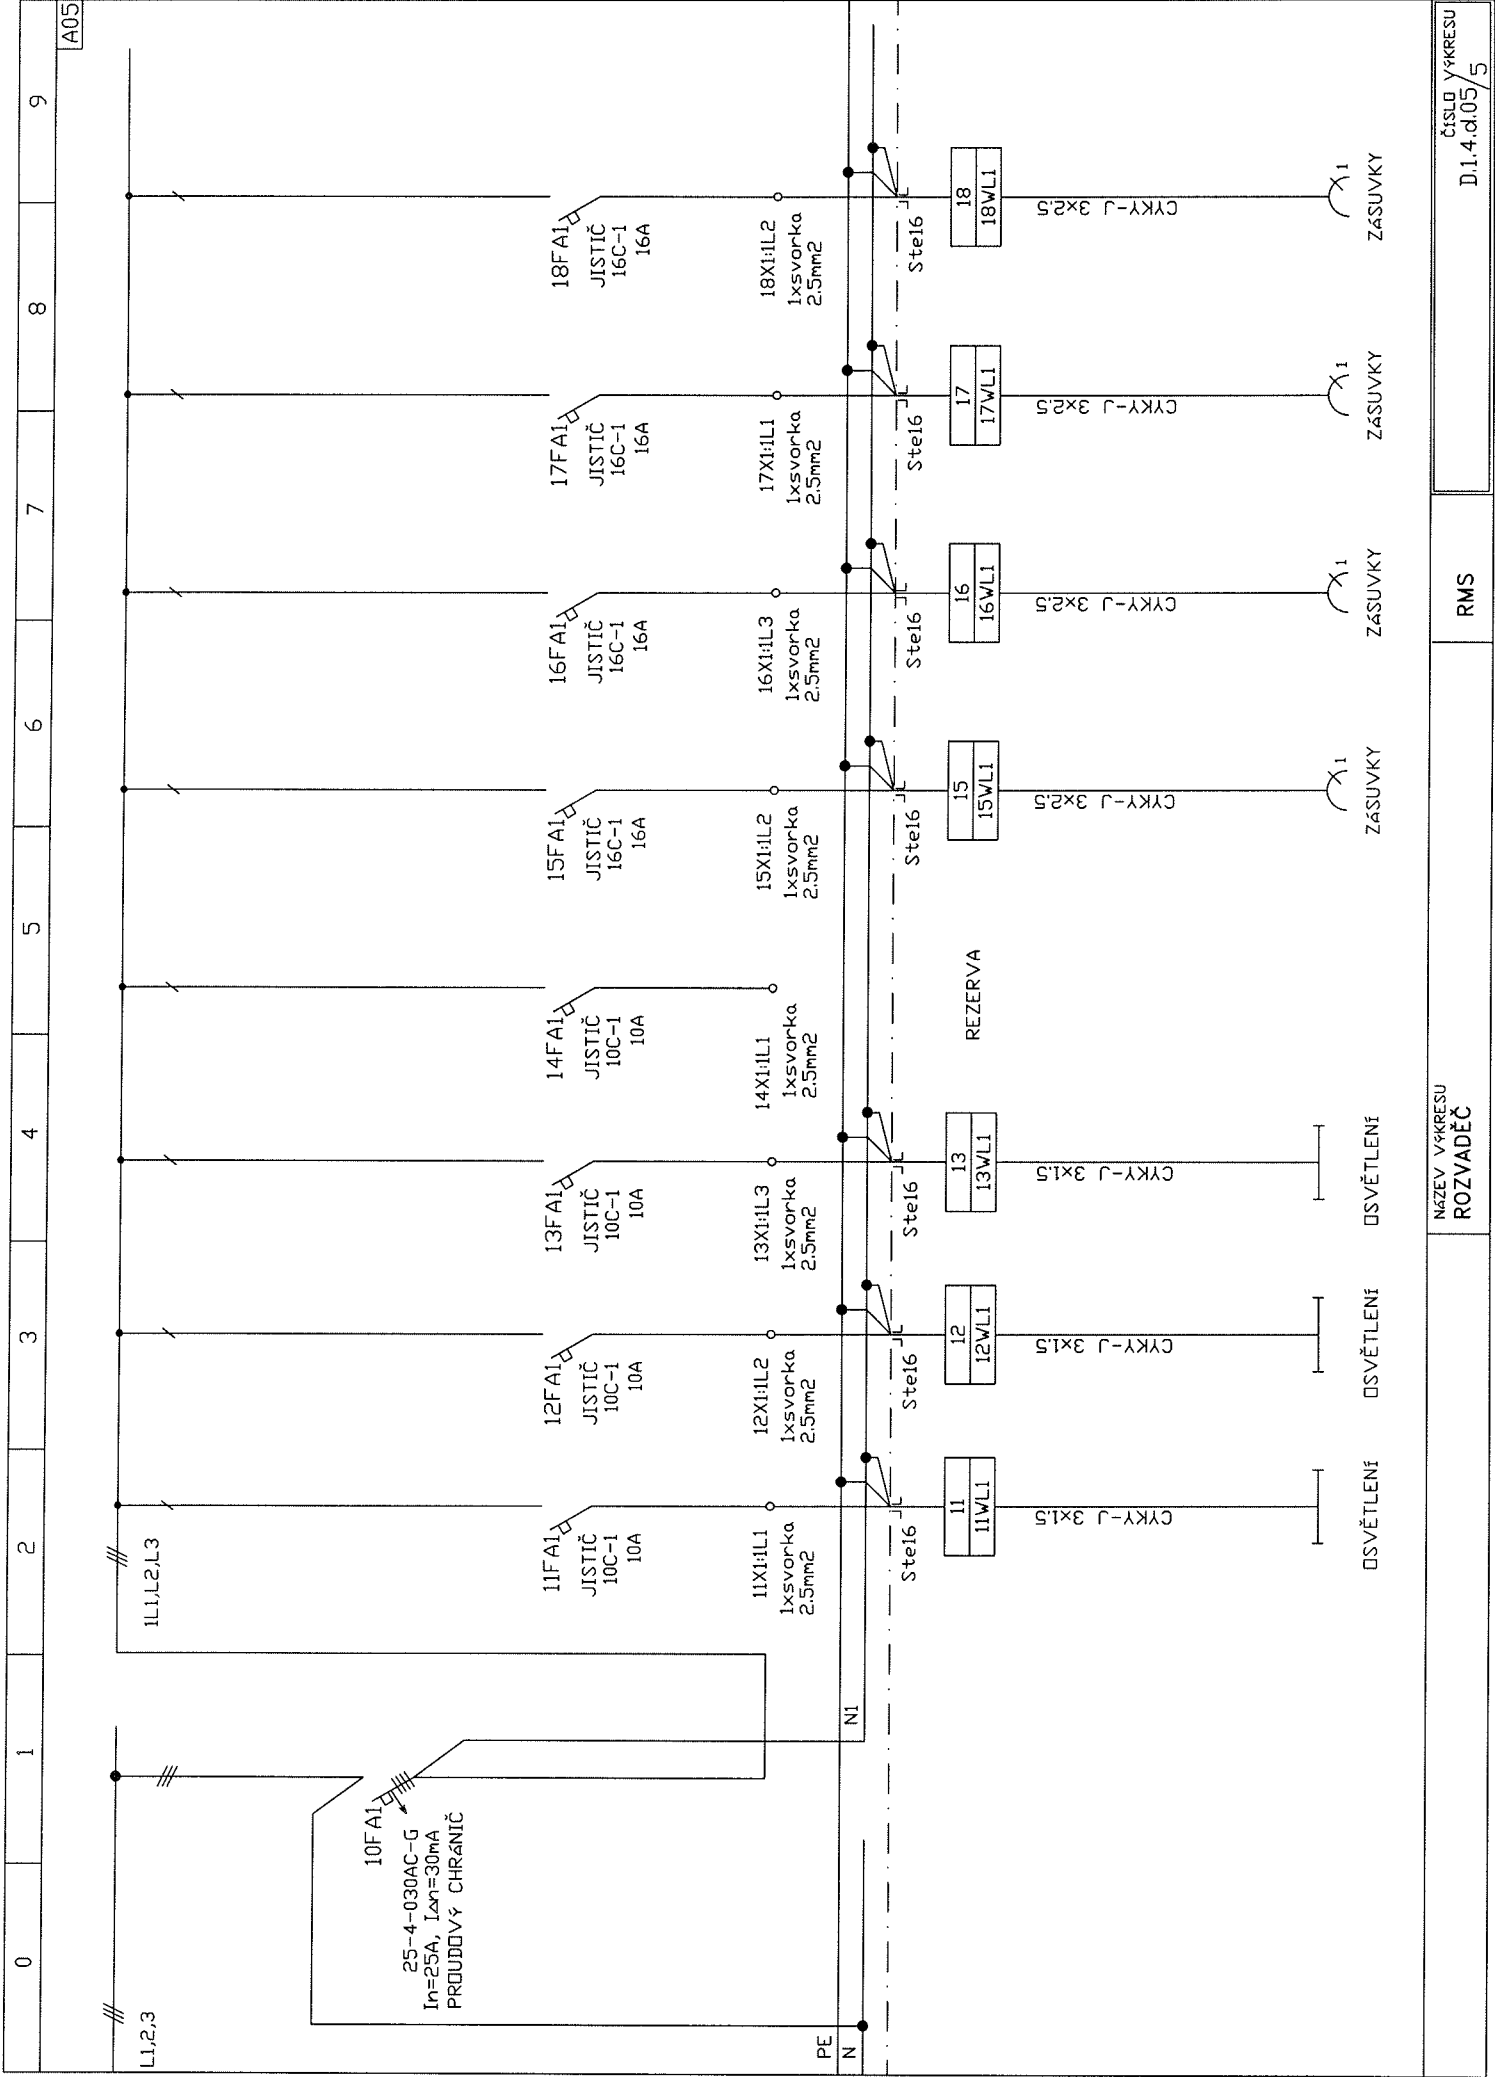 0
1
2
3
4
5
6
7
8
9
A05
L1,2,3
1L1,L2,L3
10FA1
25-4-030AC-G
In=25A, IΔn=30mA
PROUDOVÝ CHRÁNIČ
11FA1
JISTIČ
10C-1
10A
12FA1
JISTIČ
10C-1
10A
13FA1
JISTIČ
10C-1
10A
14FA1
JISTIČ
10C-1
10A
15FA1
JISTIČ
16C-1
16A
16FA1
JISTIČ
16C-1
16A
17FA1
JISTIČ
16C-1
16A
18FA1
JISTIČ
16C-1
16A
11X1:1L1
1xsvorka
2.5mm2
12X1:1L2
1xsvorka
2.5mm2
13X1:1L3
1xsvorka
2.5mm2
14X1:1L1
1xsvorka
2.5mm2
15X1:1L2
1xsvorka
2.5mm2
16X1:1L3
1xsvorka
2.5mm2
17X1:1L1
1xsvorka
2.5mm2
18X1:1L2
1xsvorka
2.5mm2
PE
N
N1
Ste16
Ste16
Ste16
Ste16
Ste16
Ste16
Ste16
11
11WL1
12
12WL1
13
13WL1
REZERVA
15
15WL1
16
16WL1
17
17WL1
18
18WL1
CYKY-J 3x1.5
CYKY-J 3x1.5
CYKY-J 3x1.5
CYKY-J 3x2.5
CYKY-J 3x2.5
CYKY-J 3x2.5
CYKY-J 3x2.5
1
1
1
1
OSVĚTLENÍ
OSVĚTLENÍ
OSVĚTLENÍ
ZÁSUVKY
ZÁSUVKY
ZÁSUVKY
ZÁSUVKY
NÁZEV VÝKRESU
ROZVADĚČ
RMS
ČÍSLO VÝKRESU
D.1.4.d.05/5